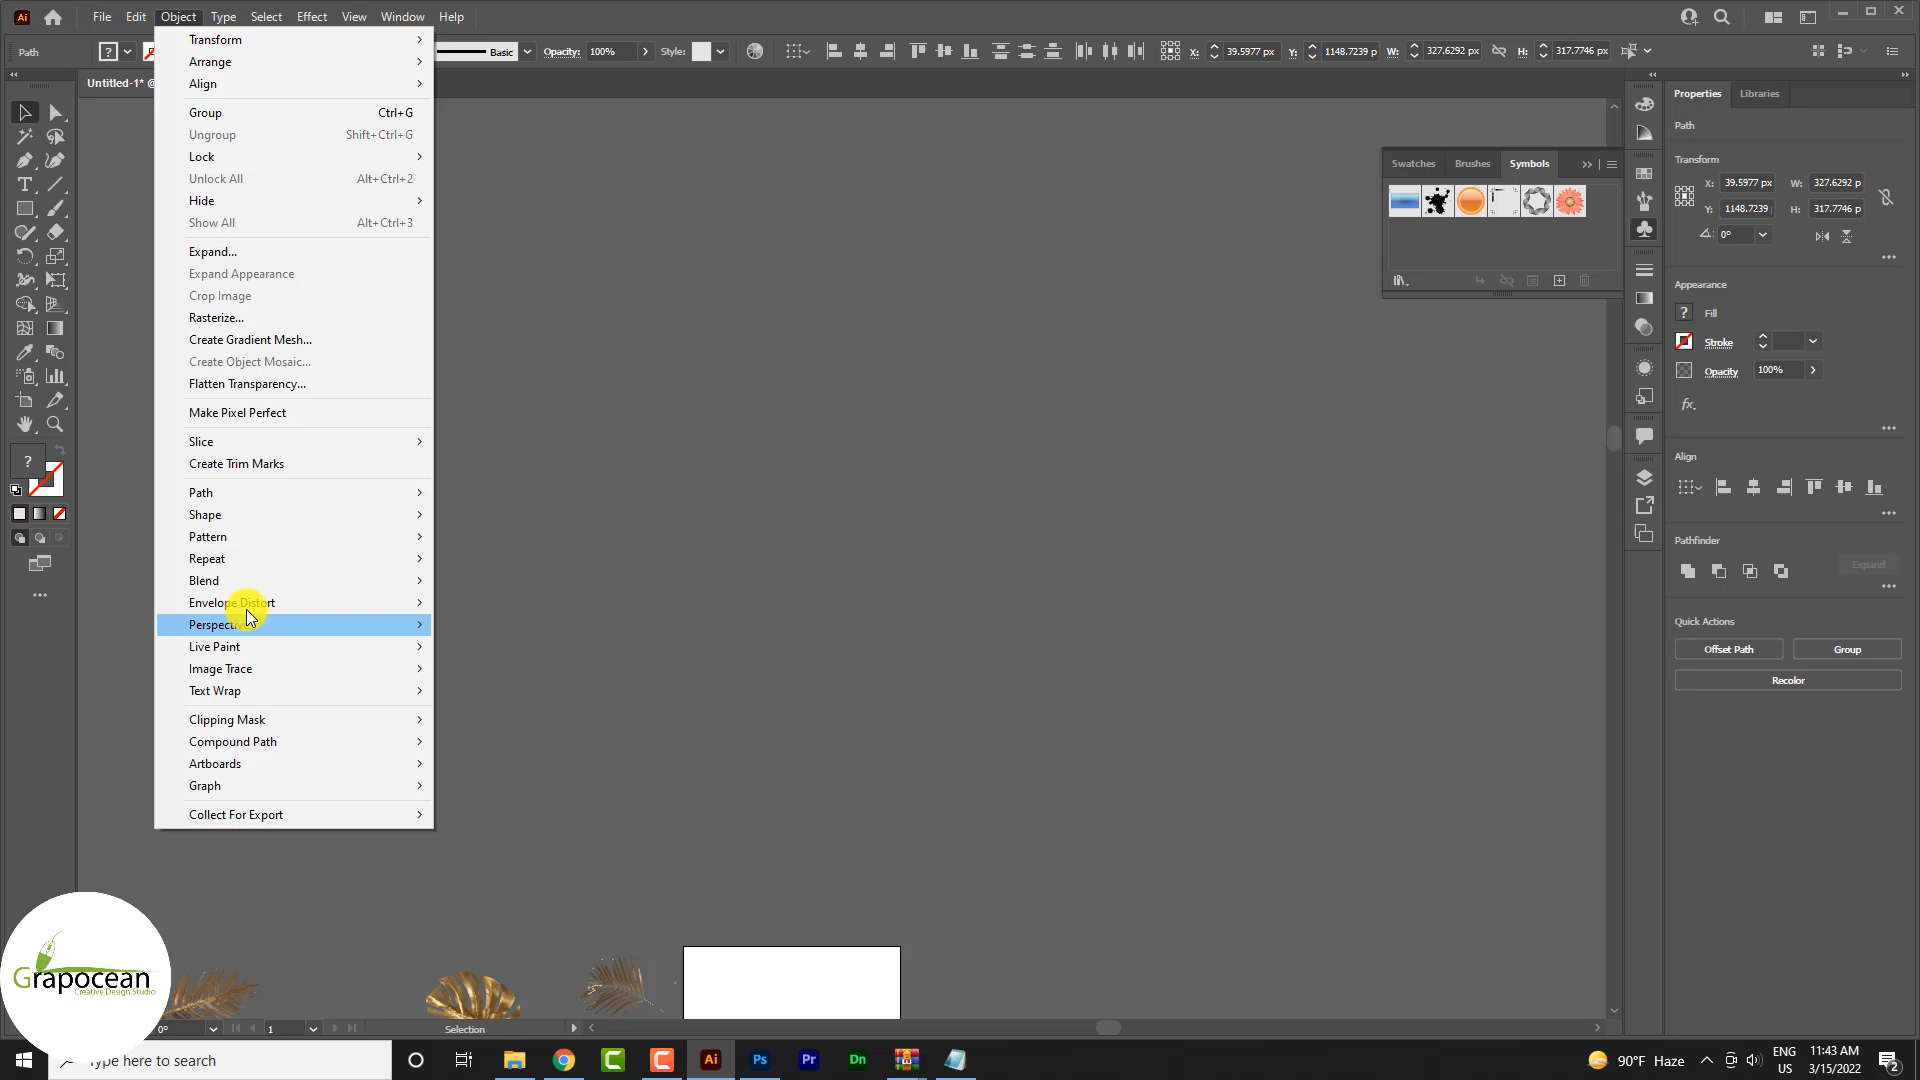 Ai File Edit Object Type Select Effect View Window Help
Path ? Basic Opacity: 100% Style: X: 39.5977 px Y: 1148.7239 p W: 327.6292 px H: 317.7746 px
Untitled-1* @
Transform
Arrange
Align
Group Ctrl+G
Ungroup Shift+Ctrl+G
Lock
Unlock All Alt+Ctrl+2
Hide
Show All Alt+Ctrl+3
Expand...
Expand Appearance
Crop Image
Rasterize...
Create Gradient Mesh...
Create Object Mosaic...
Flatten Transparency...
Make Pixel Perfect
Slice
Create Trim Marks
Path
Shape
Pattern
Repeat
Blend
Envelope Distort
Perspective
Live Paint
Image Trace
Text Wrap
Clipping Mask
Compound Path
Artboards
Graph
Collect For Export
?
Swatches Brushes Symbols
Properties Libraries
Path
Transform
X: 39.5977 px W: 327.6292 p
Y: 1148.7239 H: 317.7746 p
0°
Appearance
? Fill
Stroke
Opacity 100%
fx.
Align
Pathfinder
Expand
Quick Actions
Offset Path Group
Recolor
Grapocean
Creative Design Studio
0° 1 Selection
Type here to search
Ai Ps Pr Dn
90°F Haze ENG US 11:43 AM 3/15/2022 2